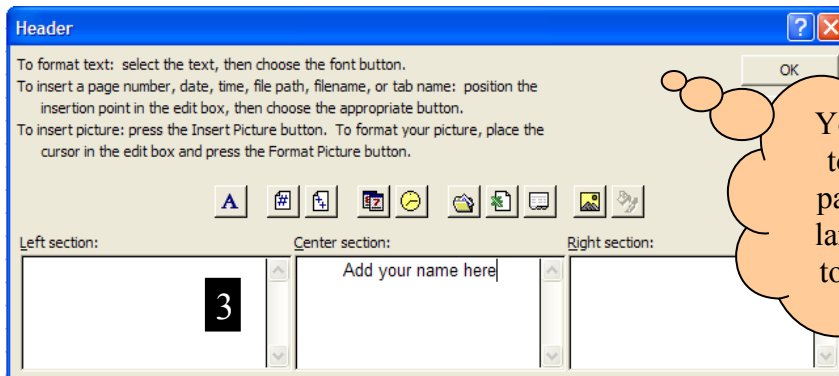 Header
To format text: select the text, then choose the font button.
To insert a page number, date, time, file path, filename, or tab name: position the
insertion point in the edit box, then choose the appropriate button.
To insert picture: press the Insert Picture button. To format your picture, place the
cursor in the edit box and press the Format Picture button.
OK
A
Left section:
Center section:
Right section:
3
Add your name here